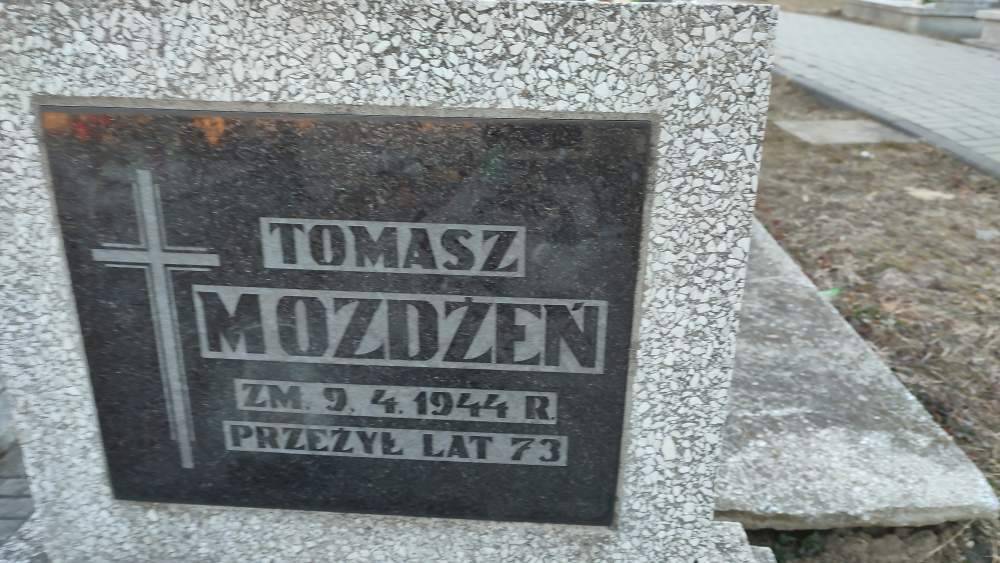 TOMASZ
MOZDŻEŃ
ZM. 9. 4. 1944 R.
PRZEŻYŁ LAT 73